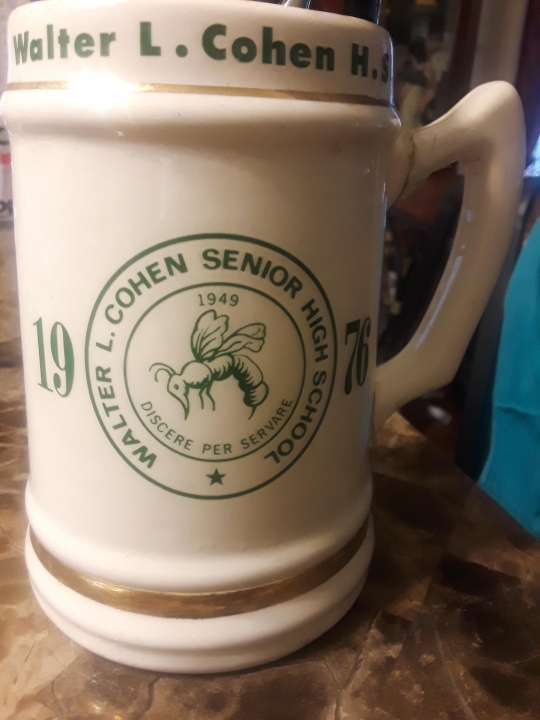 Walter L. Cohen H.S
WALTER L. COHEN SENIOR HIGH SCHOOL
1949
19 76
DISCERE PER SERVARE